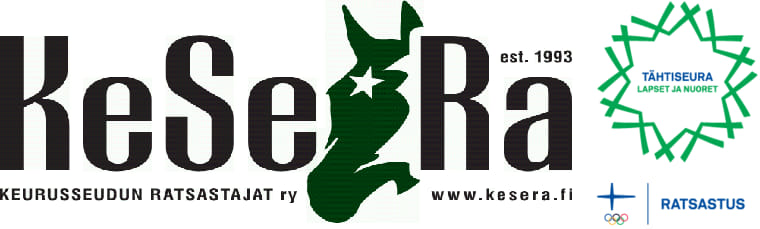 KeSeRa
est. 1993
KEURUSSEUDUN RATSASTAJAT ry
www.kesera.fi
TÄHTISEURA
LAPSET JA NUORET
RATSASTUS